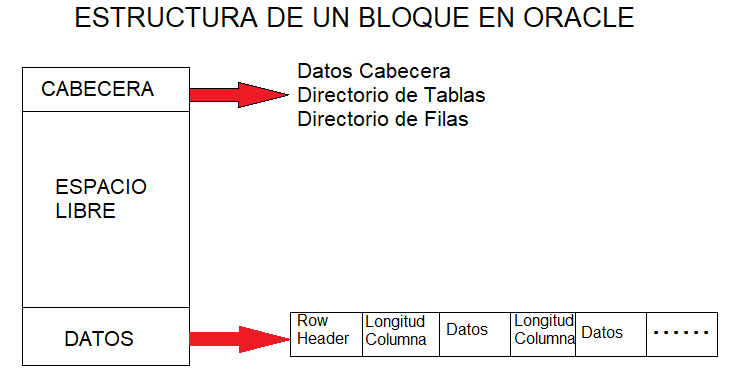 ESTRUCTURA DE UN BLOQUE EN ORACLE
CABECERA
Datos Cabecera
Directorio de Tablas
Directorio de Filas
ESPACIO
LIBRE
DATOS
Row
Header
Longitud
Columna
Datos
Longitud
Columna
Datos
......